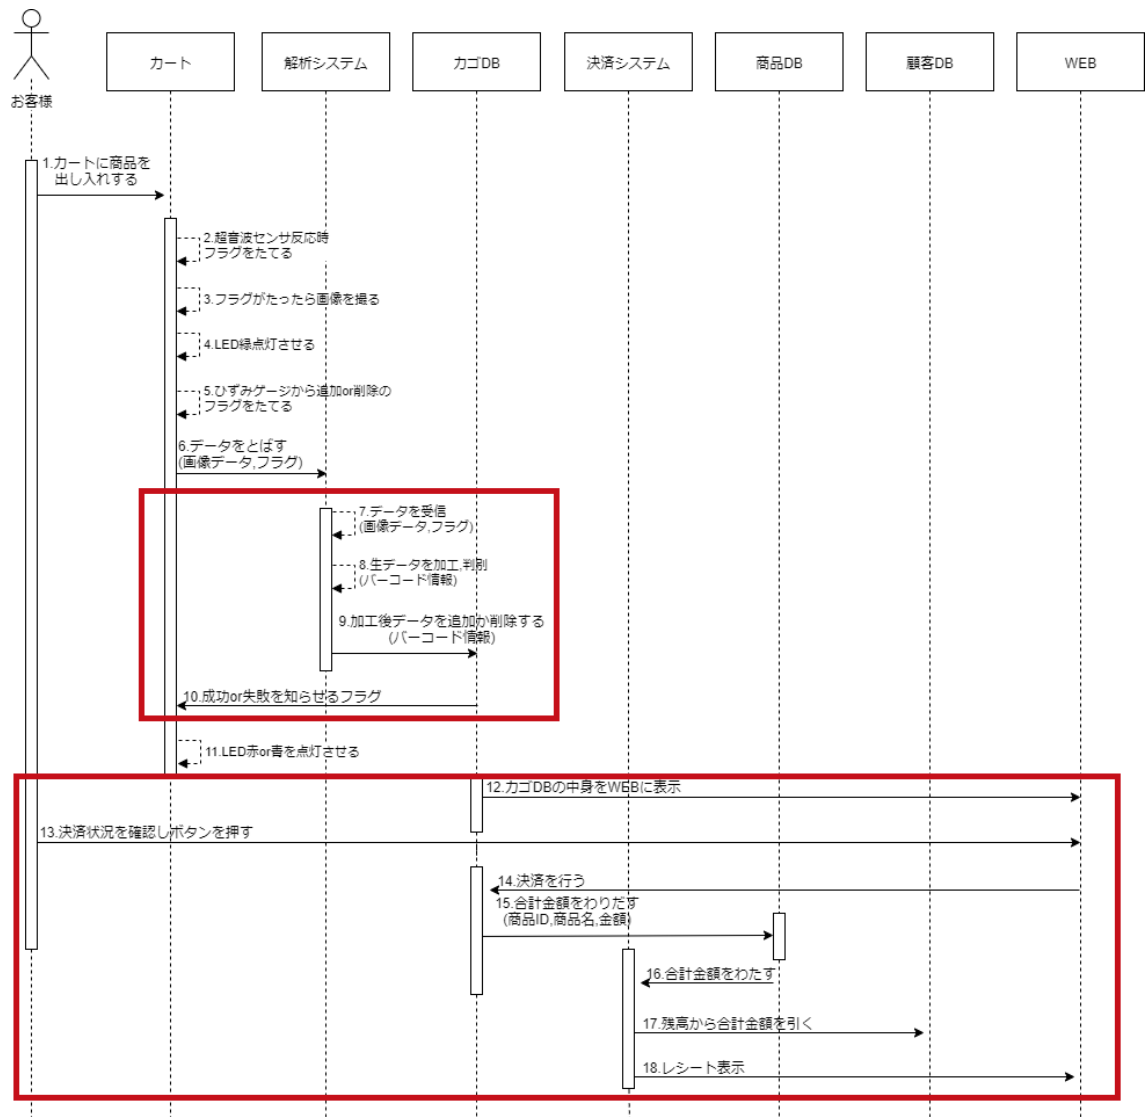 お客様
カート
解析システム
カゴDB
決済システム
商品DB
顧客DB
WEB
1.カートに商品を
出し入れする
2.超音波センサ反応時
フラグをたてる
3.フラグがたったら画像を撮る
4.LED緑点灯させる
5.ひずみゲージから追加or削除の
フラグをたてる
6.データをとばす
(画像データ,フラグ)
7.データを受信
(画像データ,フラグ)
8.生データを加工,判別
(バーコード情報)
9.加工後データを追加か削除する
(バーコード情報)
10.成功or失敗を知らせるフラグ
11.LED赤or青を点灯させる
12.カゴDBの中身をWEBに表示
13.決済状況を確認しボタンを押す
14.決済を行う
15.合計金額をわりだす
(商品ID,商品名,金額)
16.合計金額をわたす
17.残高から合計金額を引く
18.レシート表示